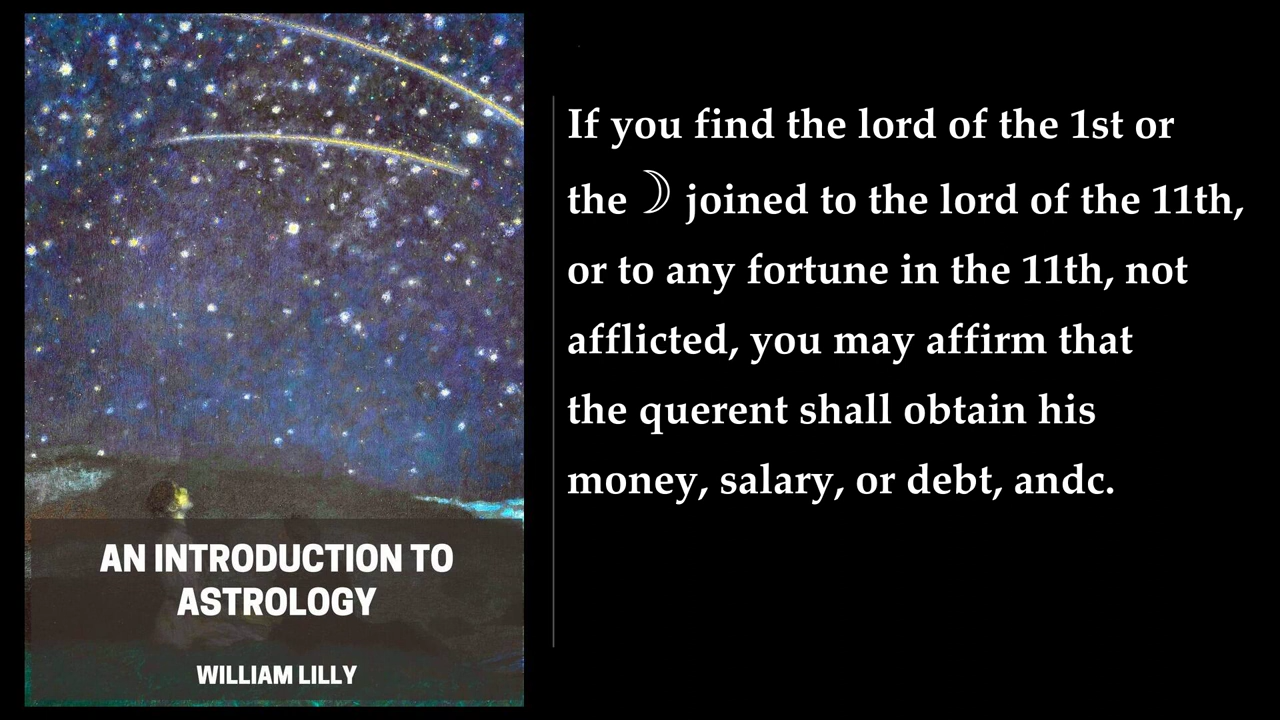 If you find the lord of the 1st or
the ☽ joined to the lord of the 11th,
or to any fortune in the 11th, not
afflicted, you may affirm that
the querent shall obtain his
money, salary, or debt, andc.
AN INTRODUCTION TO
ASTROLOGY
WILLIAM LILLY